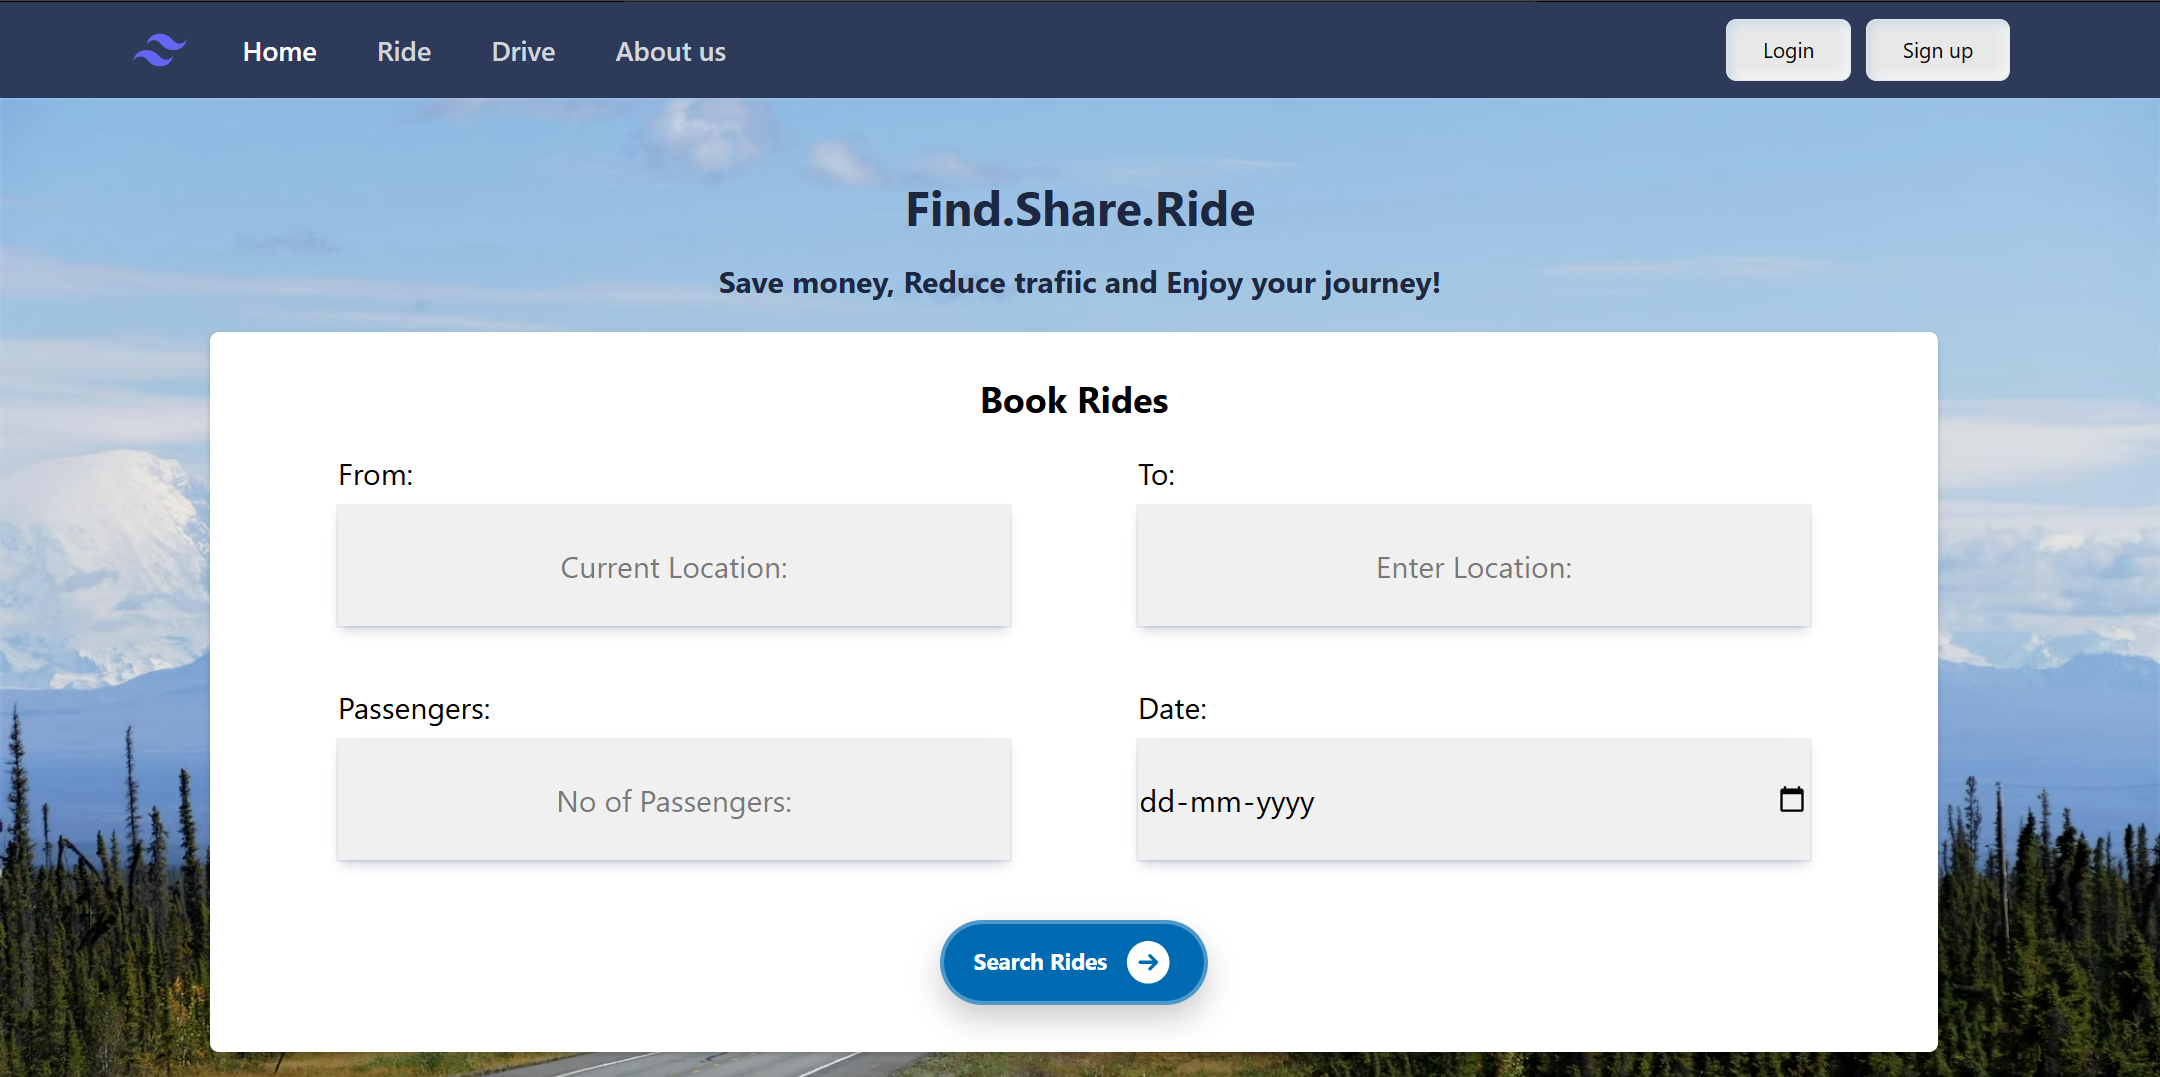 Home Ride Drive About us Login Sign up
Find.Share.Ride
Save money, Reduce trafiic and Enjoy your journey!
Book Rides
From: To:
Current Location: Enter Location:
Passengers: Date:
No of Passengers: dd-mm-yyyy
Search Rides